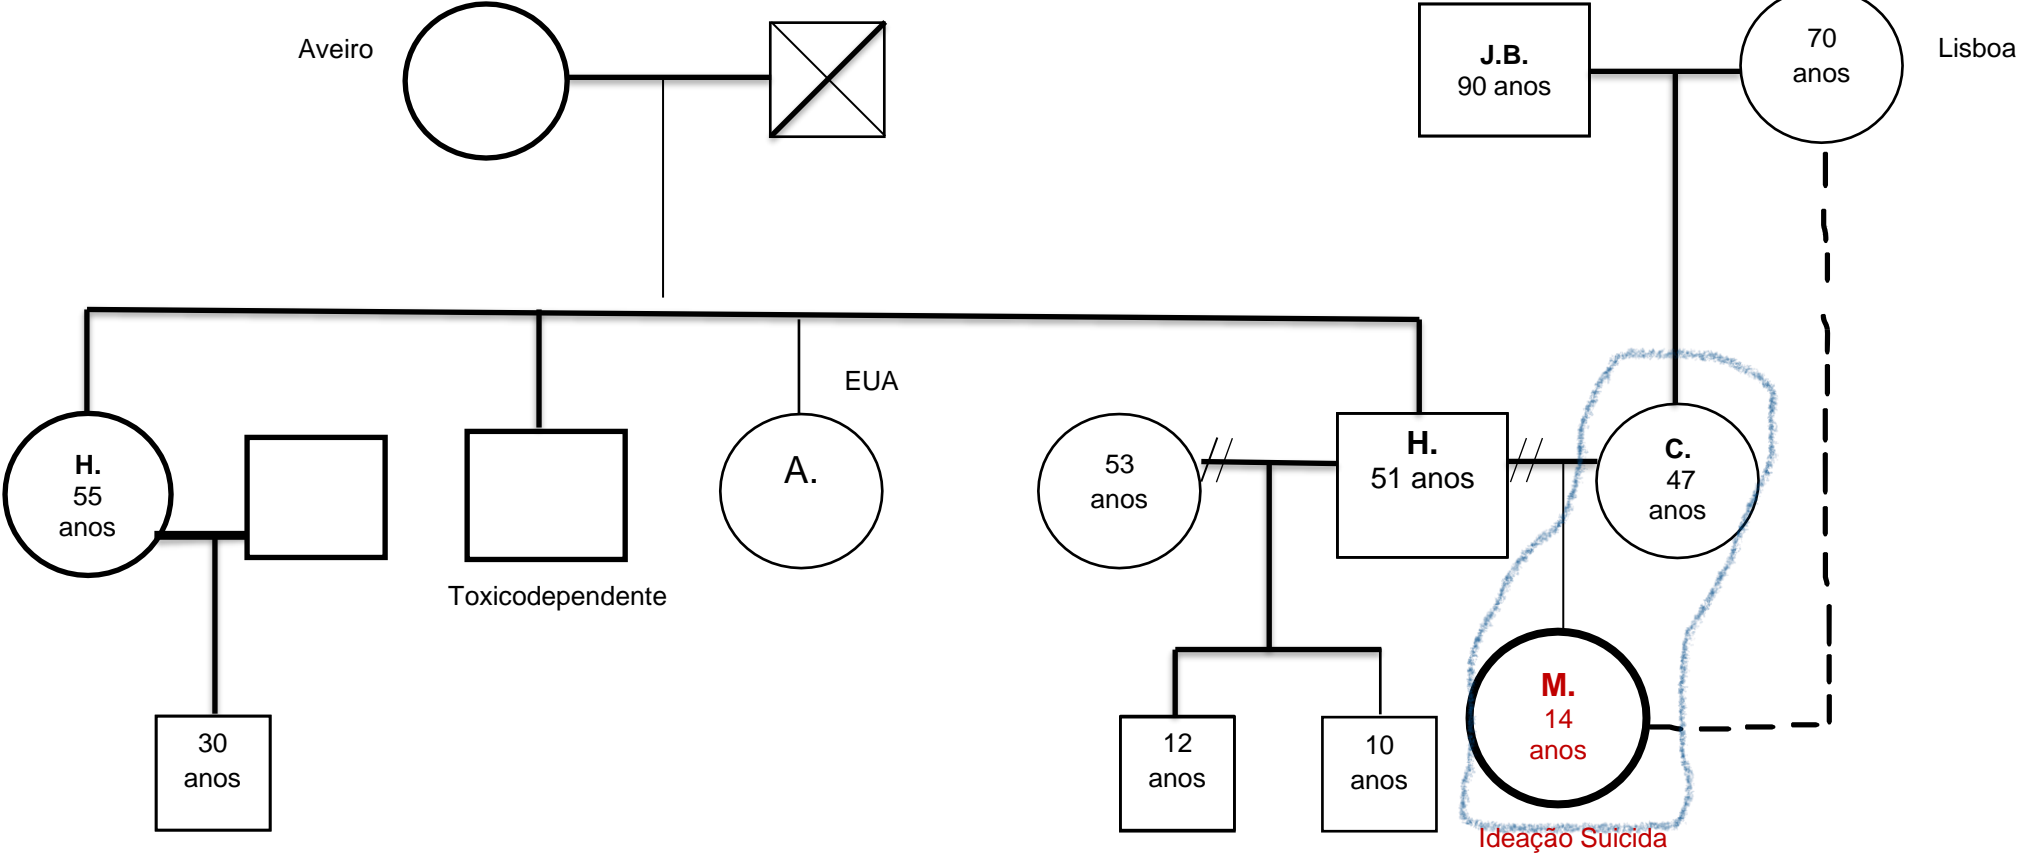 Aveiro
J.B.
90 anos
70
anos
Lisboa
EUA
H.
55
anos
Toxicodependente
A.
53
anos
H.
51 anos
C.
47
anos
30
anos
12
anos
10
anos
M.
14
anos
Ideação Suicida